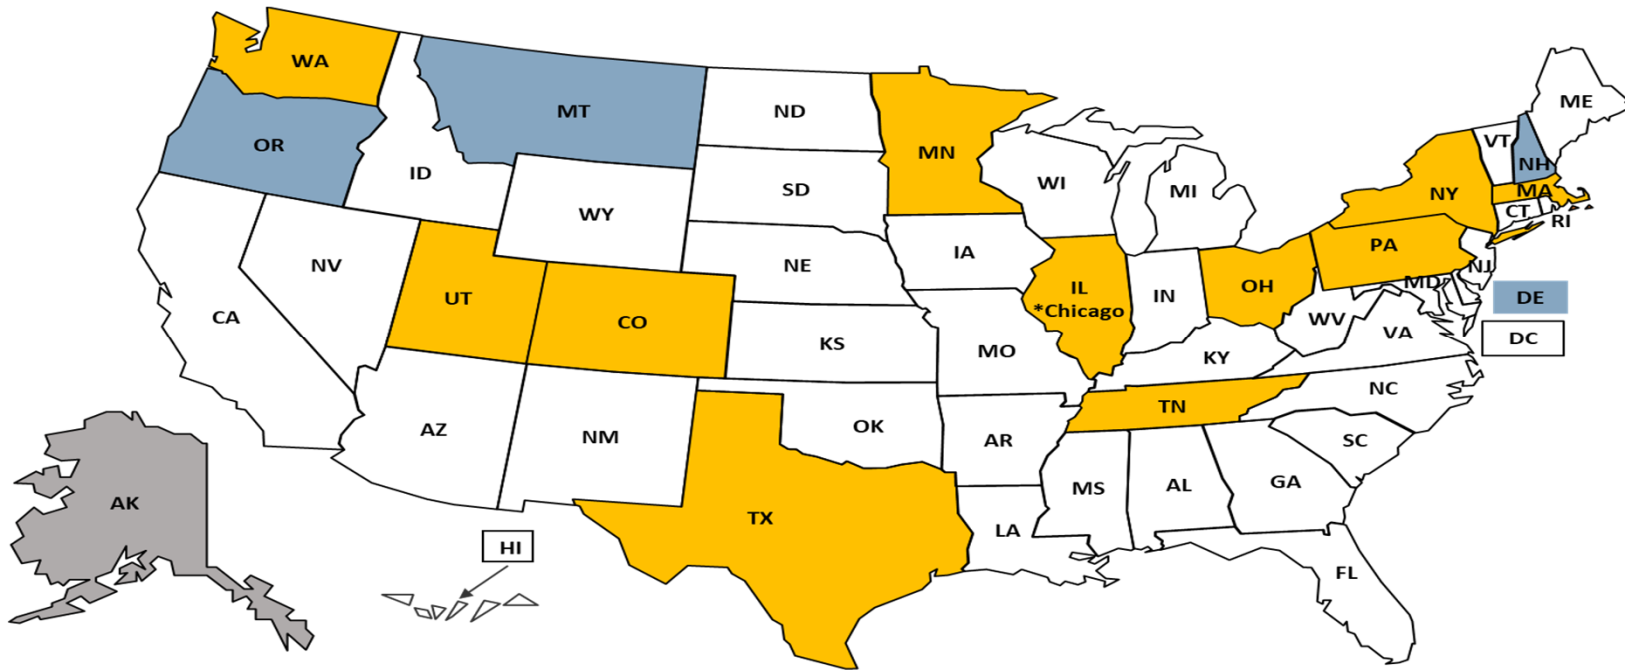 WA
OR
MT
ID
WY
ND
SD
NE
MN
WI
MI
IA
NV
UT
CO
CA
AZ
NM
KS
OK
TX
MO
AR
LA
IL
*Chicago
IN
OH
KY
TN
MS
AL
GA
FL
SC
NC
VA
WV
PA
NY
VT
NH
ME
MA
CT
RI
NJ
MD
DE
DC
AK
HI